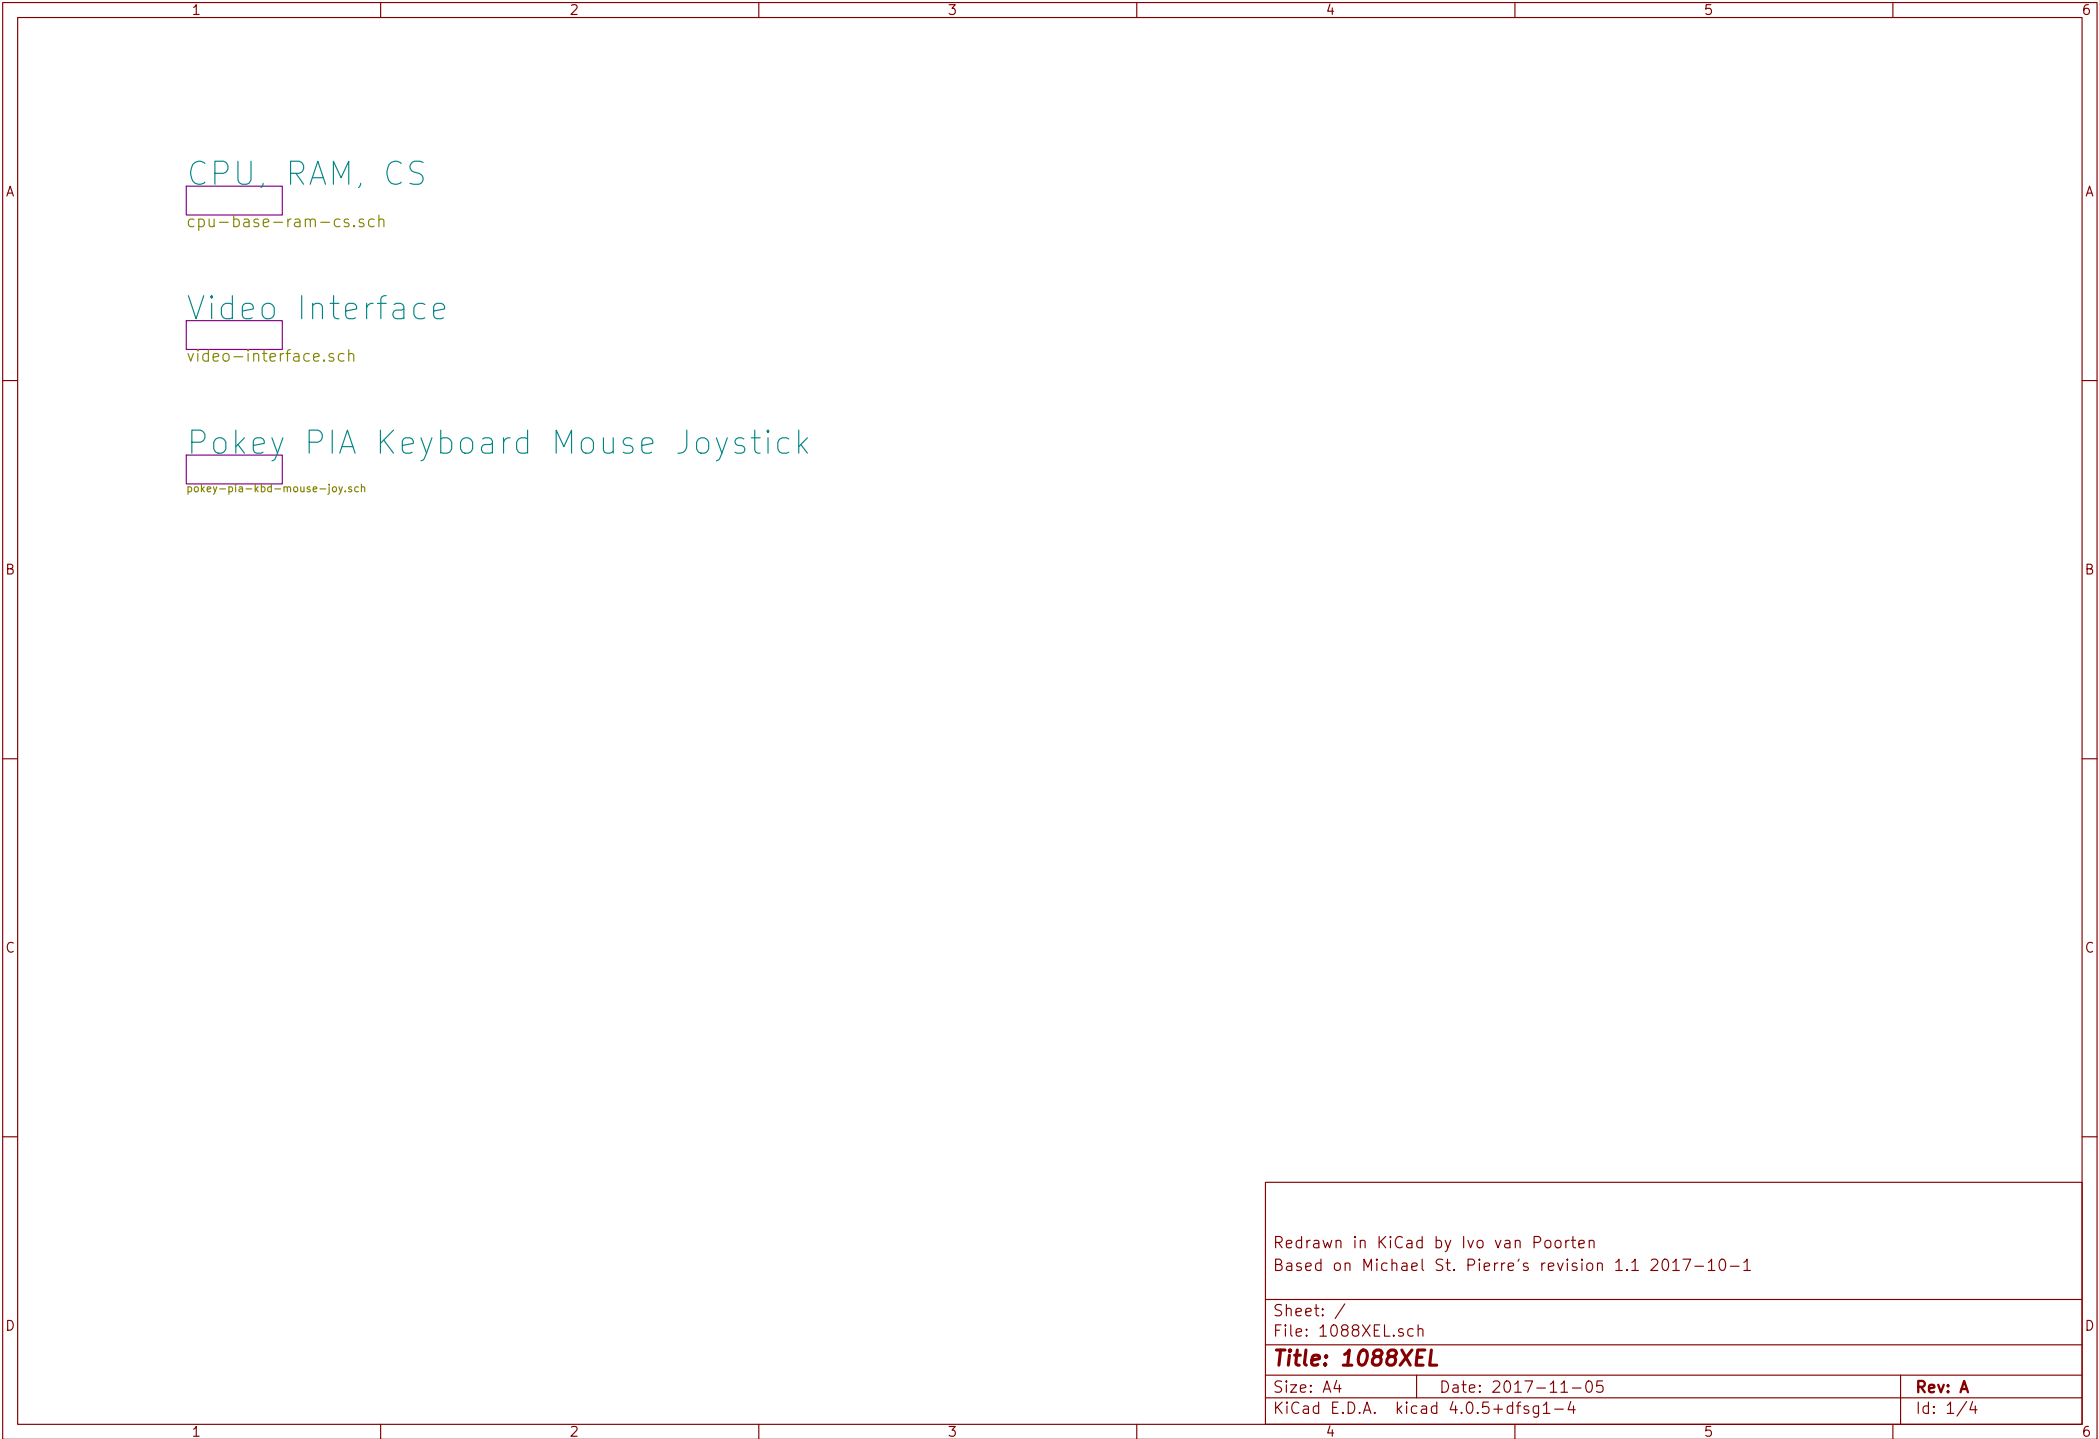 1 2 3 4 5 6
A A
CPU, RAM, CS
cpu-base-ram-cs.sch
Video Interface
video-interface.sch
Pokey PIA Keyboard Mouse Joystick
pokey-pia-kbd-mouse-joy.sch
B B
C C
Redrawn in KiCad by Ivo van Poorten
Based on Michael St. Pierre's revision 1.1 2017-10-1
Sheet: /
D D
File: 1088XEL.sch
Title: 1088XEL
Size: A4 Date: 2017-11-05 Rev: A
KiCad E.D.A. kicad 4.0.5+dfsg1-4 Id: 1/4
1 2 3 4 5 6